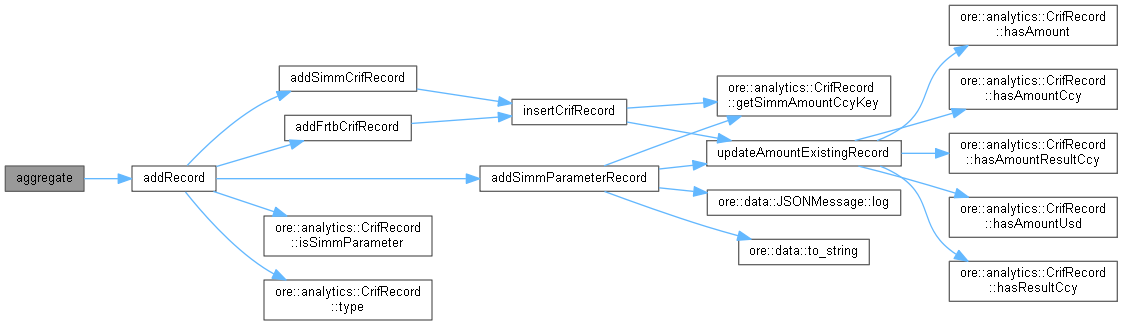 aggregate
addRecord
addSimmCrifRecord
addFrtbCrifRecord
addSimmParameterRecord
ore::analytics::CrifRecord
::isSimmParameter
ore::analytics::CrifRecord
::type
insertCrifRecord
ore::analytics::CrifRecord
::getSimmAmountCcyKey
updateAmountExistingRecord
ore::data::JSONMessage::log
ore::data::to_string
ore::analytics::CrifRecord
::hasAmount
ore::analytics::CrifRecord
::hasAmountCcy
ore::analytics::CrifRecord
::hasAmountResultCcy
ore::analytics::CrifRecord
::hasAmountUsd
ore::analytics::CrifRecord
::hasResultCcy